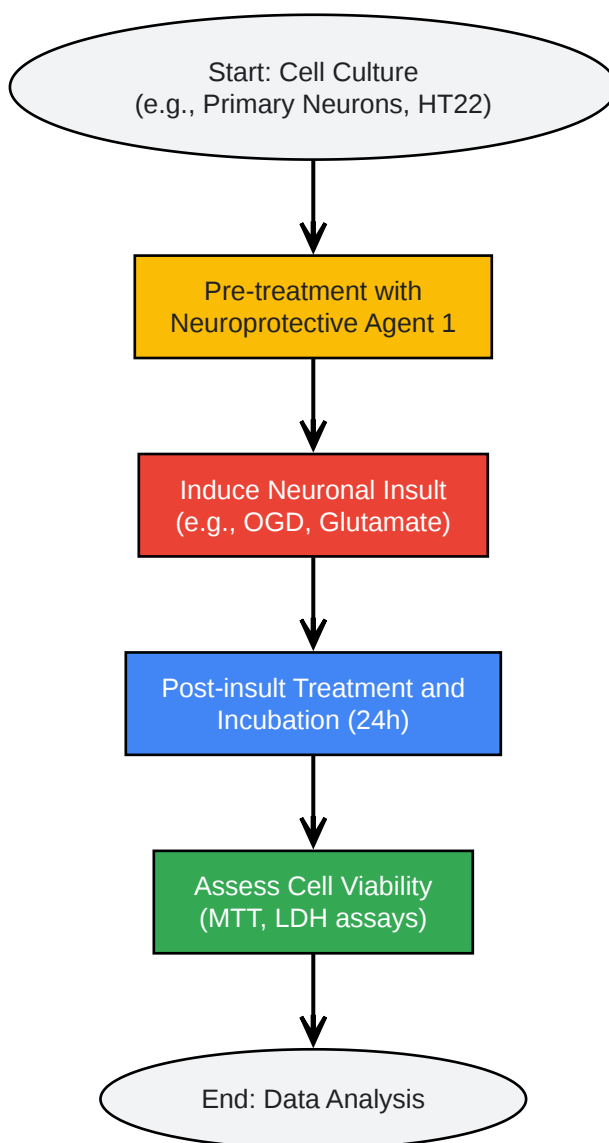 Start: Cell Culture
(e.g., Primary Neurons, HT22)
Pre-treatment with
Neuroprotective Agent 1
Induce Neuronal Insult
(e.g., OGD, Glutamate)
Post-insult Treatment and
Incubation (24h)
Assess Cell Viability
(MTT, LDH assays)
End: Data Analysis